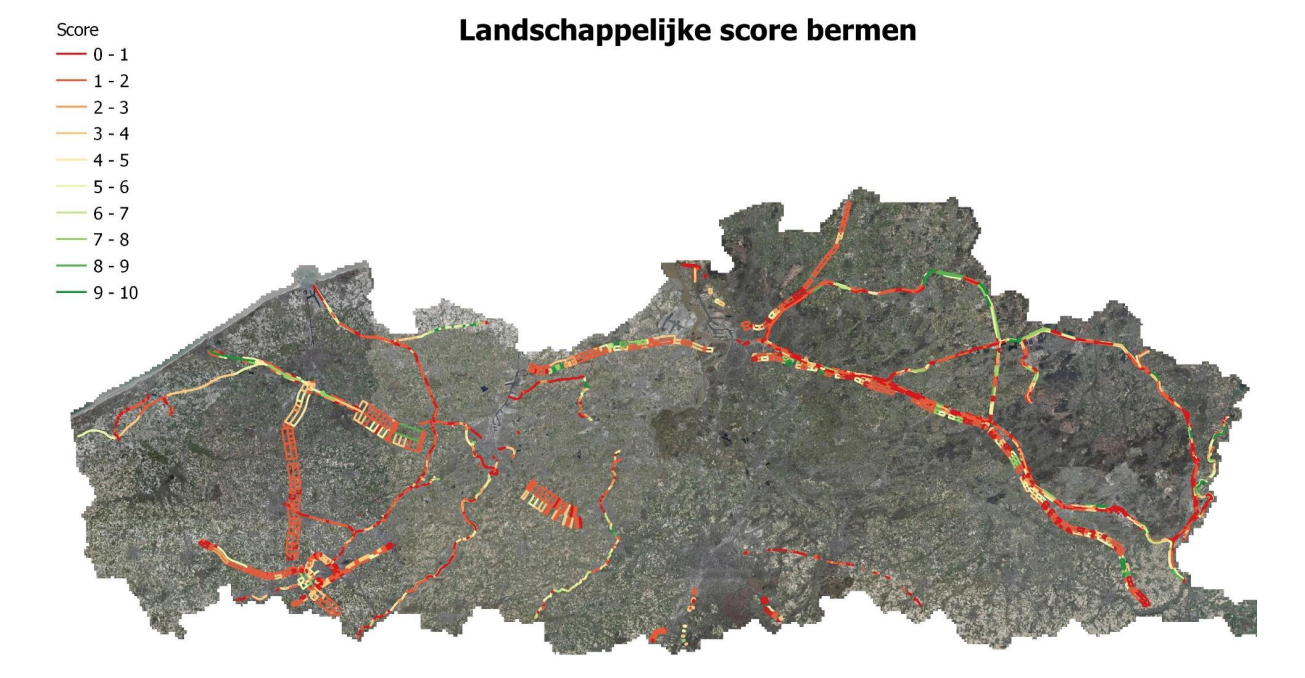 Landschappelijke score bermen
Score
0 - 1
1 - 2
2 - 3
3 - 4
4 - 5
5 - 6
6 - 7
7 - 8
8 - 9
9 - 10